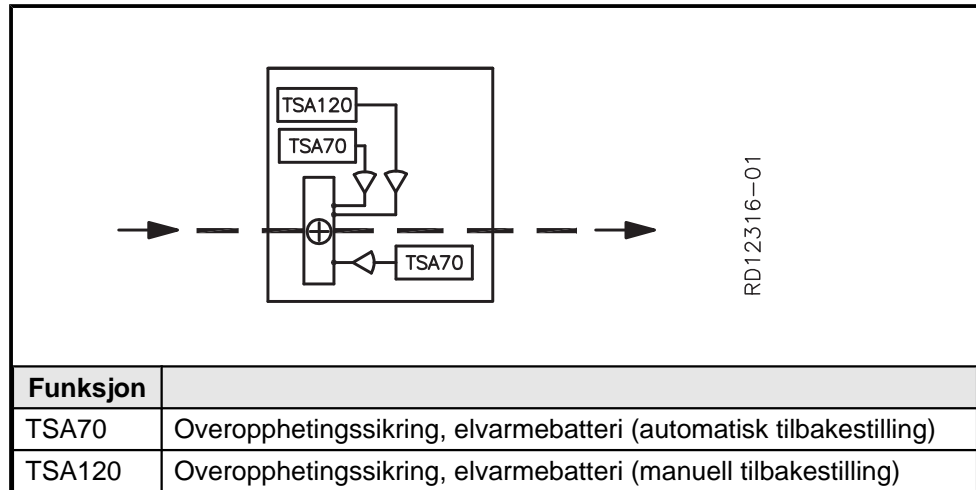 TSA120
TSA70
TSA70
RD12316-01
Funksjon
TSA70 Overopphetingssikring, elvarmebatteri (automatisk tilbakestilling)
TSA120 Overopphetingssikring, elvarmebatteri (manuell tilbakestilling)